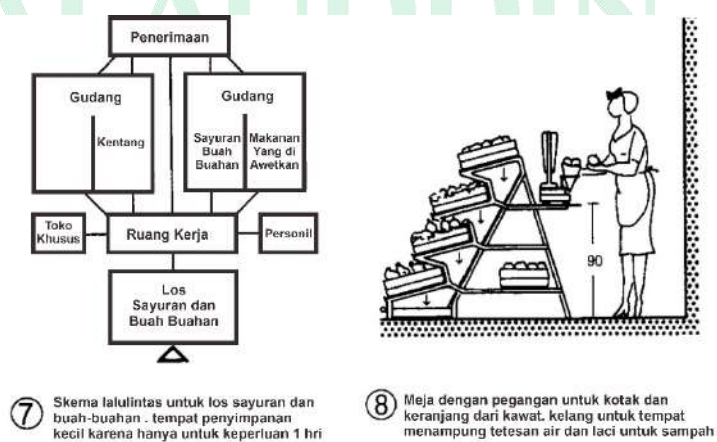 Penerimaan
Gudang
Kentang
Gudang
Sayuran
Buah
Buahan
Makanan
Yang di
Awetkan
Toko
Khusus
Ruang Kerja
Personil
Los
Sayuran dan
Buah Buahan
90
7 Skema lalulintas untuk los sayuran dan
buah-buahan . tempat penyimpanan
kecil karena hanya untuk keperluan 1 hri
8 Meja dengan pegangan untuk kotak dan
keranjang dari kawat. kelang untuk tempat
menampung tetesan air dan laci untuk sampah